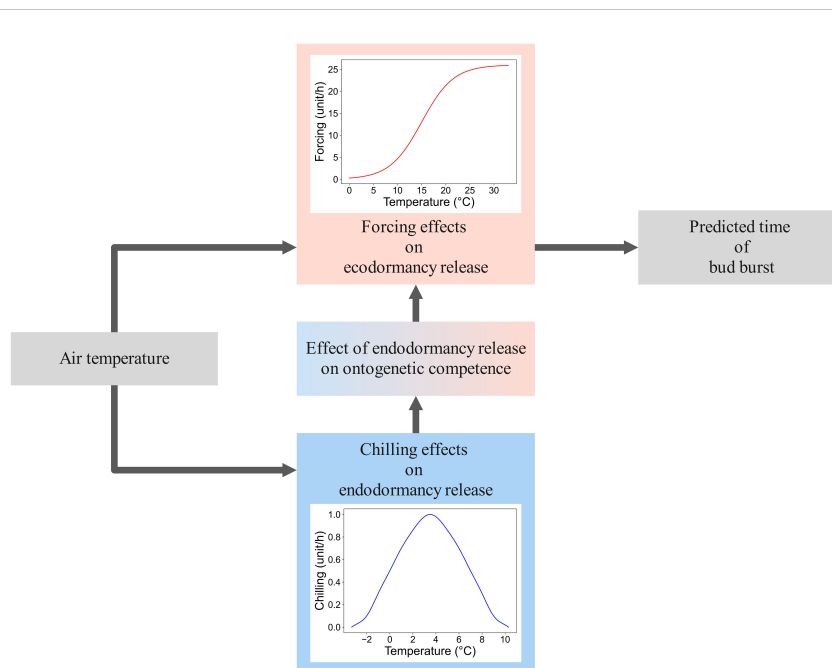 25
20
15
10
5
0
Forcing (unit/h)
0 5 10 15 20 25 30
Temperature (°C)
Forcing effects
on
ecodormancy release
Predicted time
of
bud burst
Air temperature
Effect of endodormancy release
on ontogenetic competence
Chilling effects
on
endodormancy release
1.0
0.8
0.6
0.4
0.2
0.0
Chilling (unit/h)
−2 0 2 4 6 8 10
Temperature (°C)